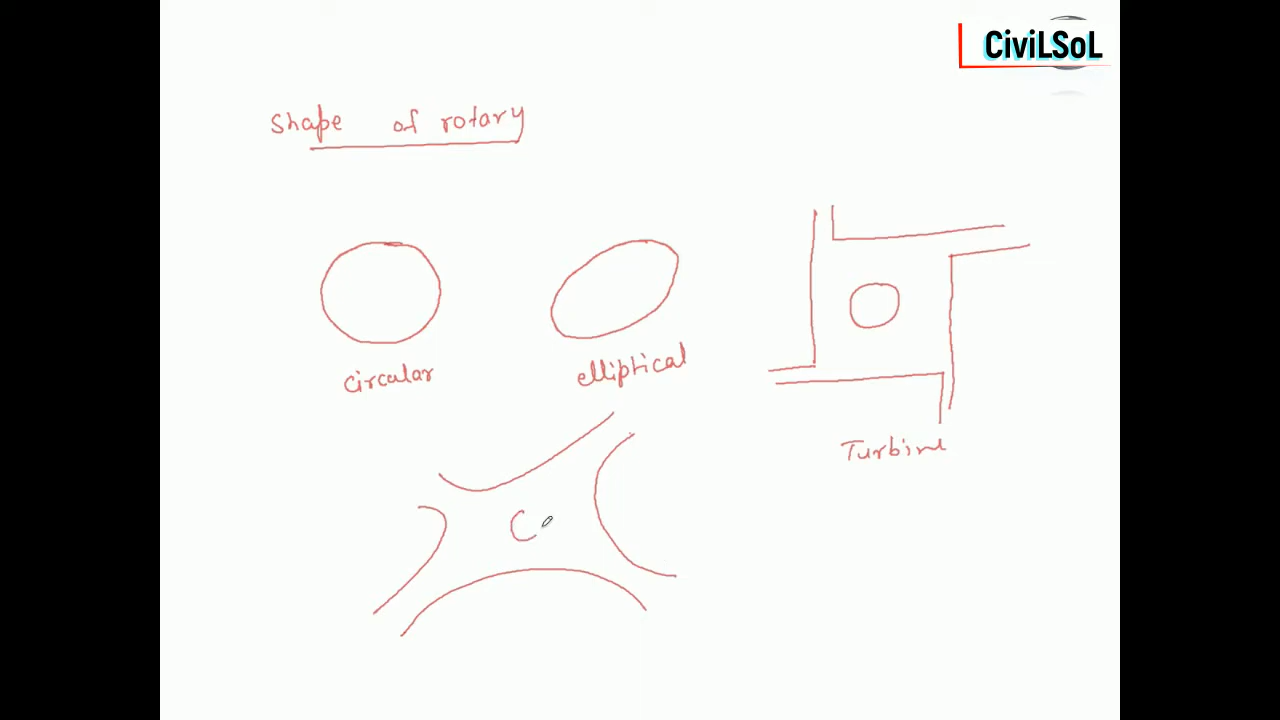 CiviLSoL
Shape of rotary
circular
elliptical
Turbine